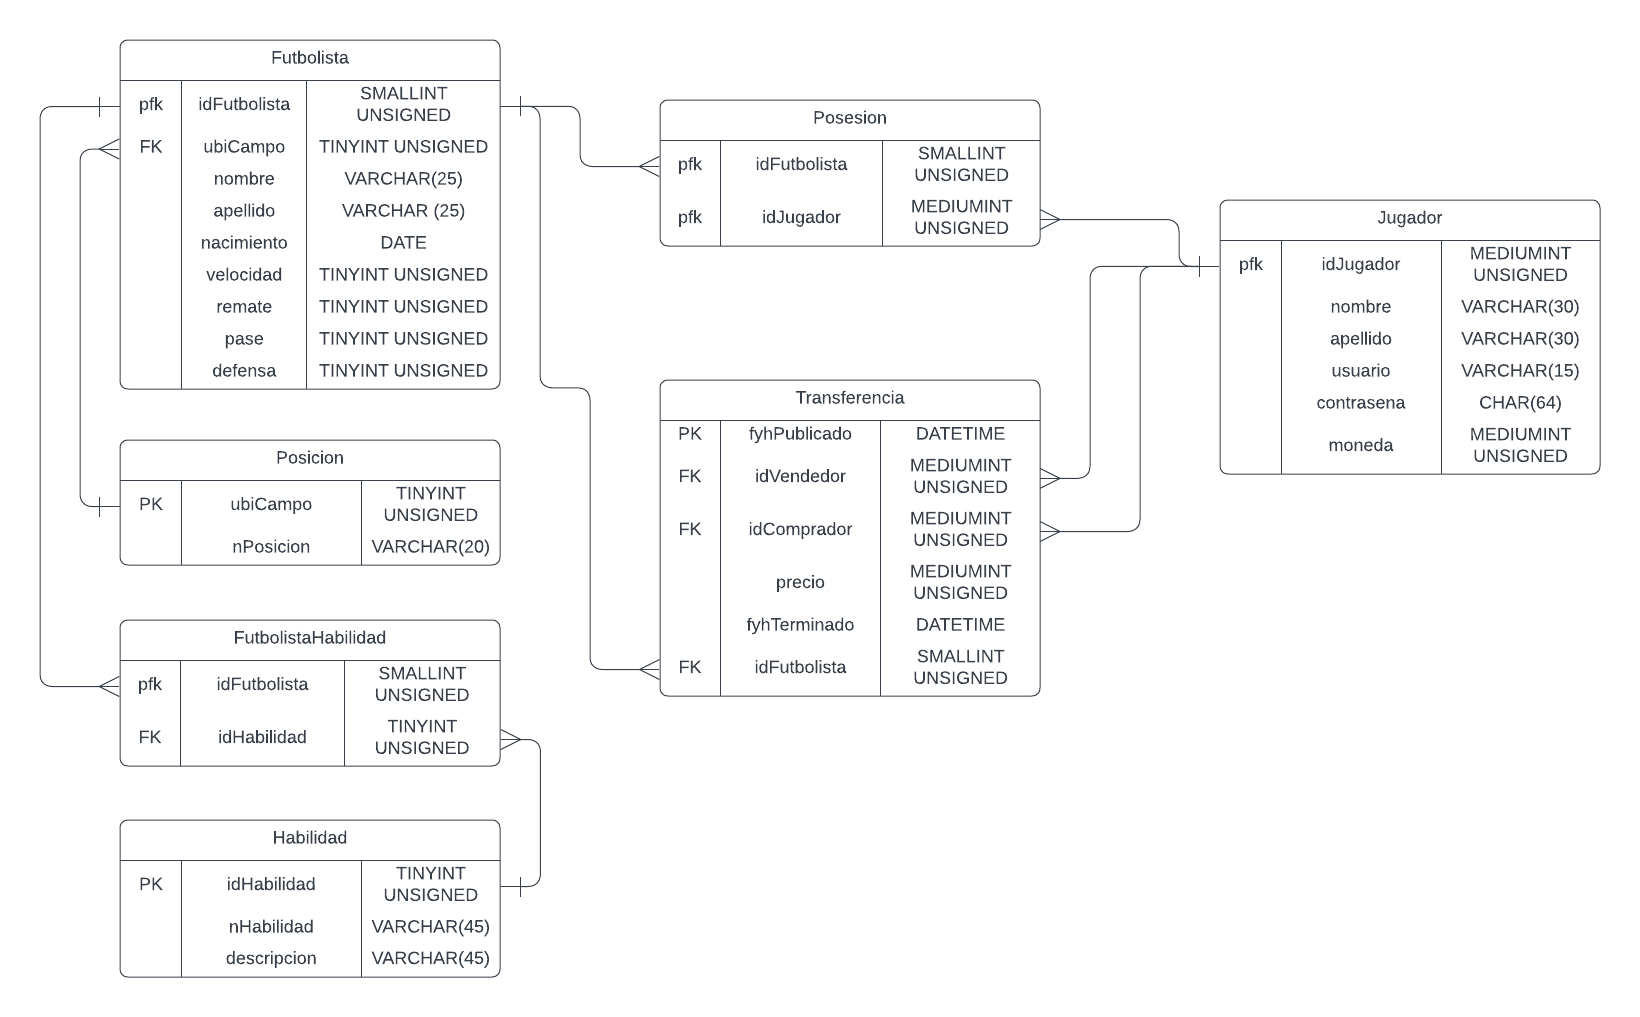 Futbolista
pfk idFutbolista SMALLINT
UNSIGNED
FK ubiCampo TINYINT UNSIGNED
nombre VARCHAR(25)
apellido VARCHAR (25)
nacimiento DATE
velocidad TINYINT UNSIGNED
remate TINYINT UNSIGNED
pase TINYINT UNSIGNED
defensa TINYINT UNSIGNED
Posicion
PK ubiCampo TINYINT
UNSIGNED
nPosicion VARCHAR(20)
FutbolistaHabilidad
pfk idFutbolista SMALLINT
UNSIGNED
FK idHabilidad TINYINT
UNSIGNED
Habilidad
PK idHabilidad TINYINT
UNSIGNED
nHabilidad VARCHAR(45)
descripcion VARCHAR(45)
Posesion
pfk idFutbolista SMALLINT
UNSIGNED
pfk idJugador MEDIUMINT
UNSIGNED
Transferencia
PK fyhPublicado DATETIME
FK idVendedor MEDIUMINT
UNSIGNED
FK idComprador MEDIUMINT
UNSIGNED
precio MEDIUMINT
UNSIGNED
fyhTerminado DATETIME
FK idFutbolista SMALLINT
UNSIGNED
Jugador
pfk idJugador MEDIUMINT
UNSIGNED
nombre VARCHAR(30)
apellido VARCHAR(30)
usuario VARCHAR(15)
contrasena CHAR(64)
moneda MEDIUMINT
UNSIGNED